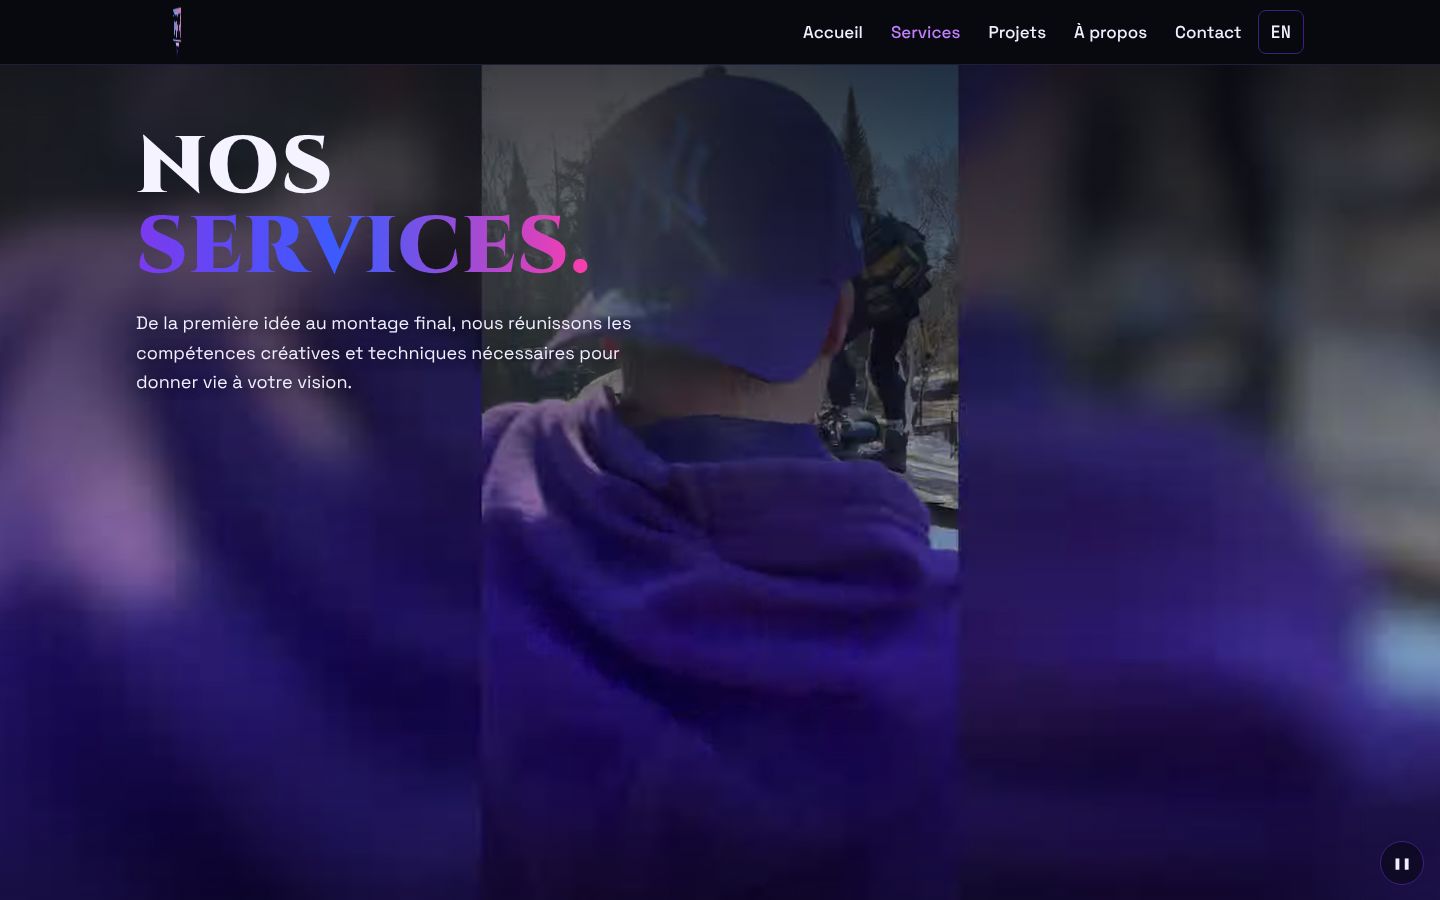 Accueil Services Projets À propos Contact EN
NOS
SERVICES.
De la première idée au montage final, nous réunissons les
compétences créatives et techniques nécessaires pour
donner vie à votre vision.